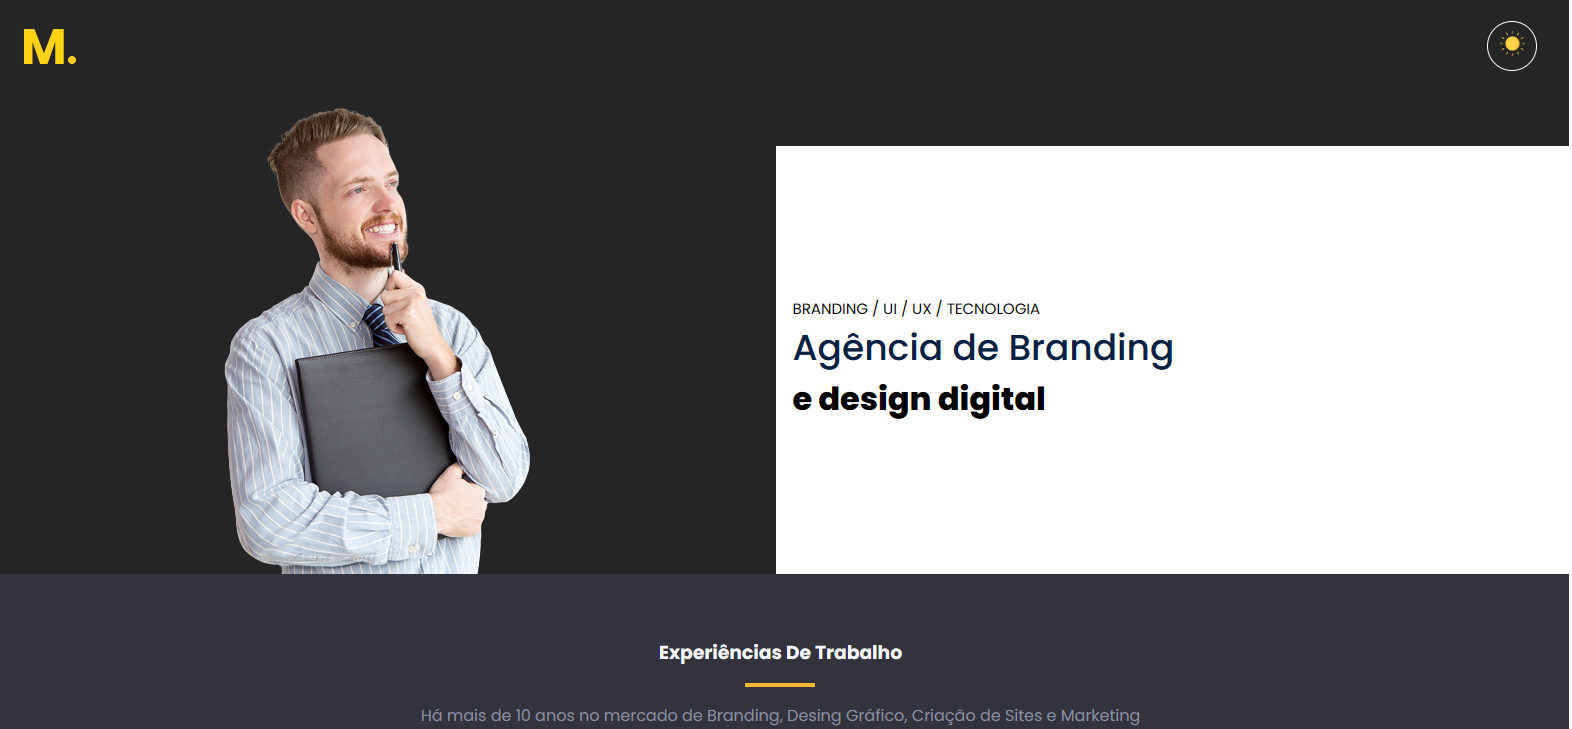 M.
BRANDING / UI / UX / TECNOLOGIA
Agência de Branding
e design digital
Experiências De Trabalho
Há mais de 10 anos no mercado de Branding, Desing Gráfico, Criação de Sites e Marketing